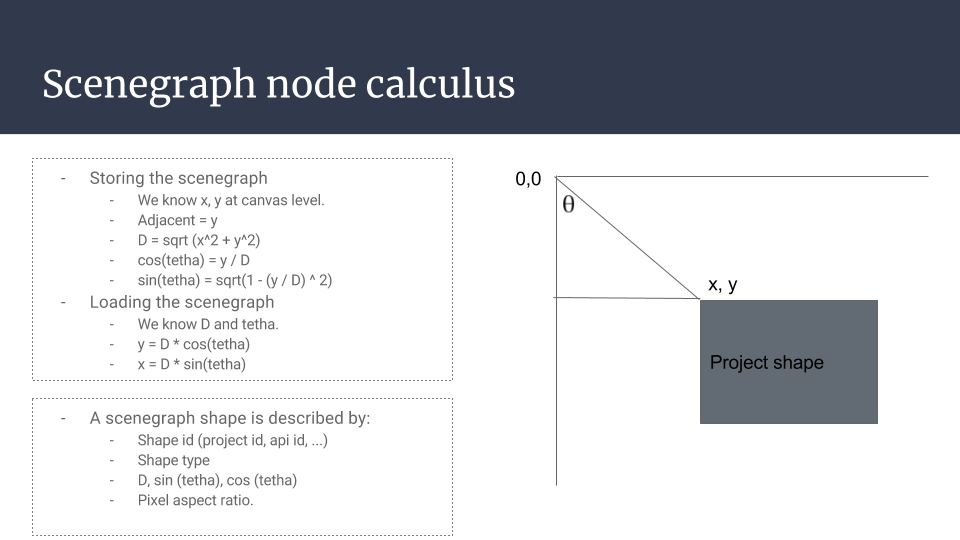 Scenegraph node calculus
- Storing the scenegraph
- We know x, y at canvas level.
- Adjacent = y
- D = sqrt (x^2 + y^2)
- cos(tetha) = y / D
- sin(tetha) = sqrt(1 - (y / D) ^ 2)
- Loading the scenegraph
- We know D and tetha.
- y = D * cos(tetha)
- x = D * sin(tetha)
- A scenegraph shape is described by:
- Shape id (project id, api id, ...)
- Shape type
- D, sin (tetha), cos (tetha)
- Pixel aspect ratio.
0,0
θ
x, y
Project shape